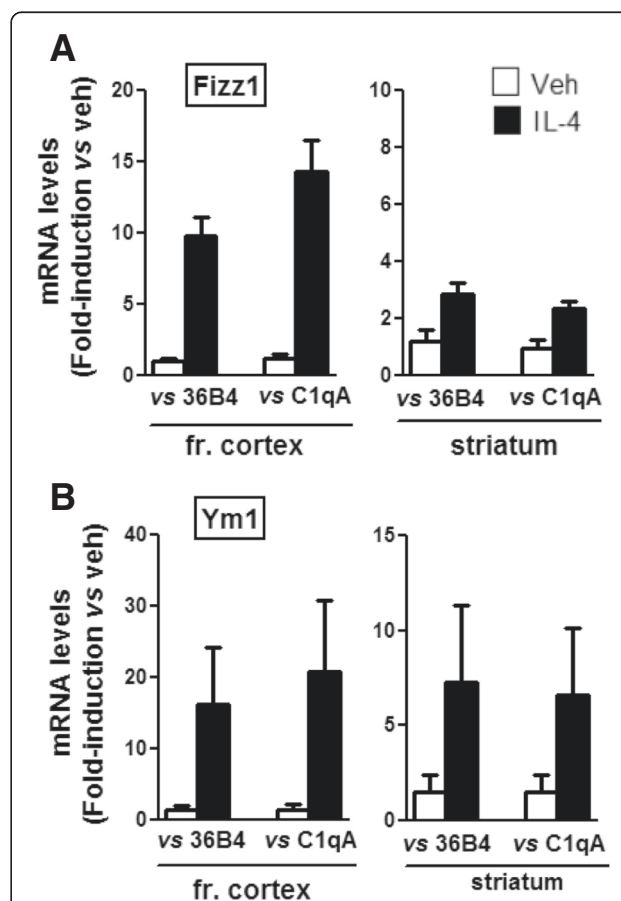 A
Fizz1
Veh
IL-4
mRNA levels
(Fold-induction vs veh)
20
15
10
5
0
10
8
6
4
2
0
vs 36B4 vs C1qA
vs 36B4 vs C1qA
fr. cortex
striatum
B
Ym1
mRNA levels
(Fold-induction vs veh)
40
30
20
10
0
15
10
5
0
vs 36B4 vs C1qA
vs 36B4 vs C1qA
fr. cortex
striatum